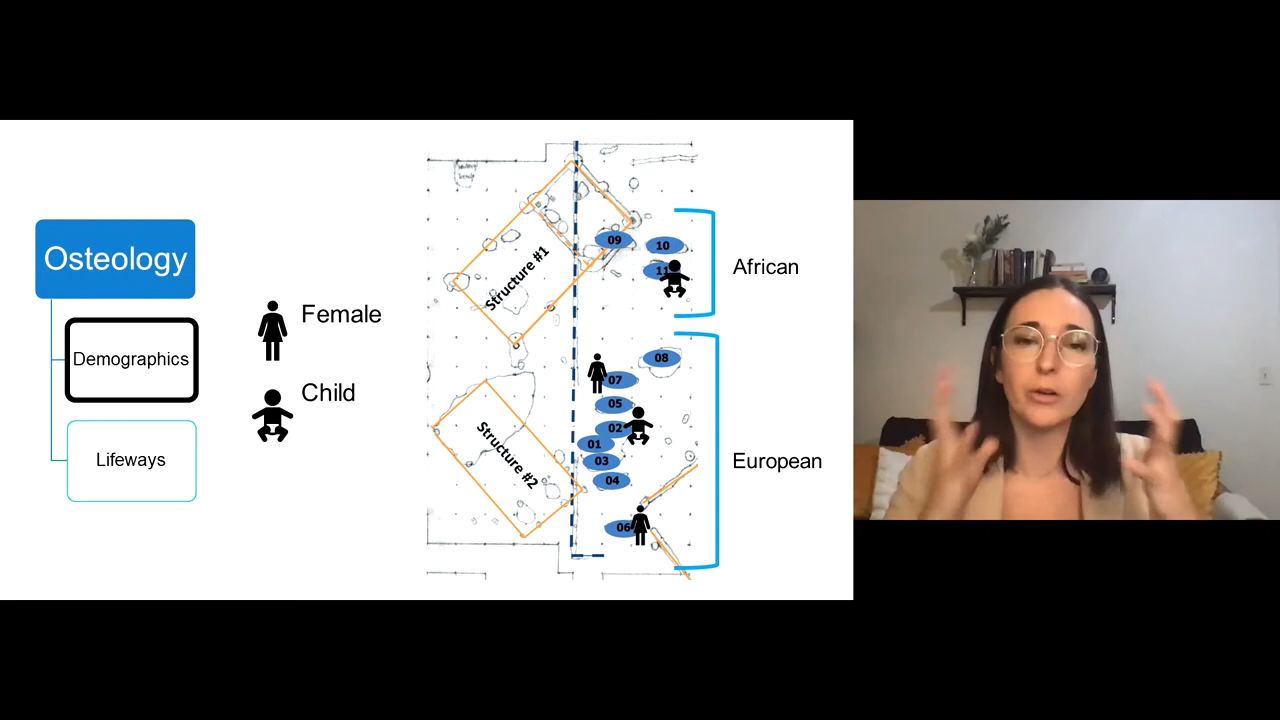 Osteology
Demographics
Lifeways
Female
Child
Structure #1
Structure #2
09
10
11
08
07
05
02
01
03
04
06
African
European